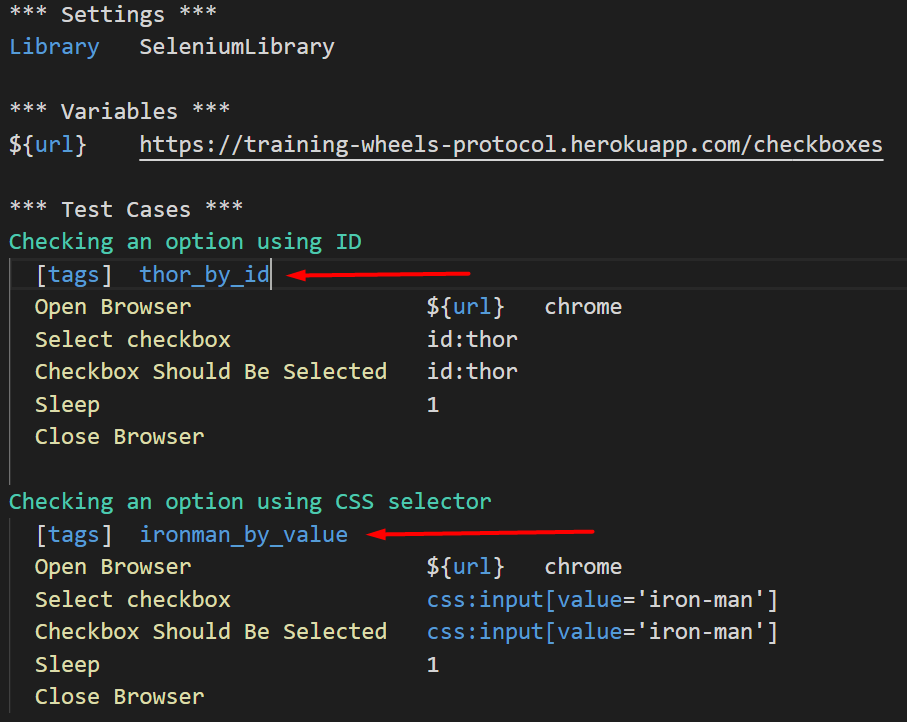 *** Settings ***
Library   SeleniumLibrary
*** Variables ***
${url}    https://training-wheels-protocol.herokuapp.com/checkboxes
*** Test Cases ***
Checking an option using ID
  [tags]  thor_by_id
  Open Browser                  ${url}   chrome
  Select checkbox               id:thor
  Checkbox Should Be Selected   id:thor
  Sleep                         1
  Close Browser
Checking an option using CSS selector
  [tags]  ironman_by_value
  Open Browser                  ${url}   chrome
  Select checkbox               css:input[value='iron-man']
  Checkbox Should Be Selected   css:input[value='iron-man']
  Sleep                         1
  Close Browser